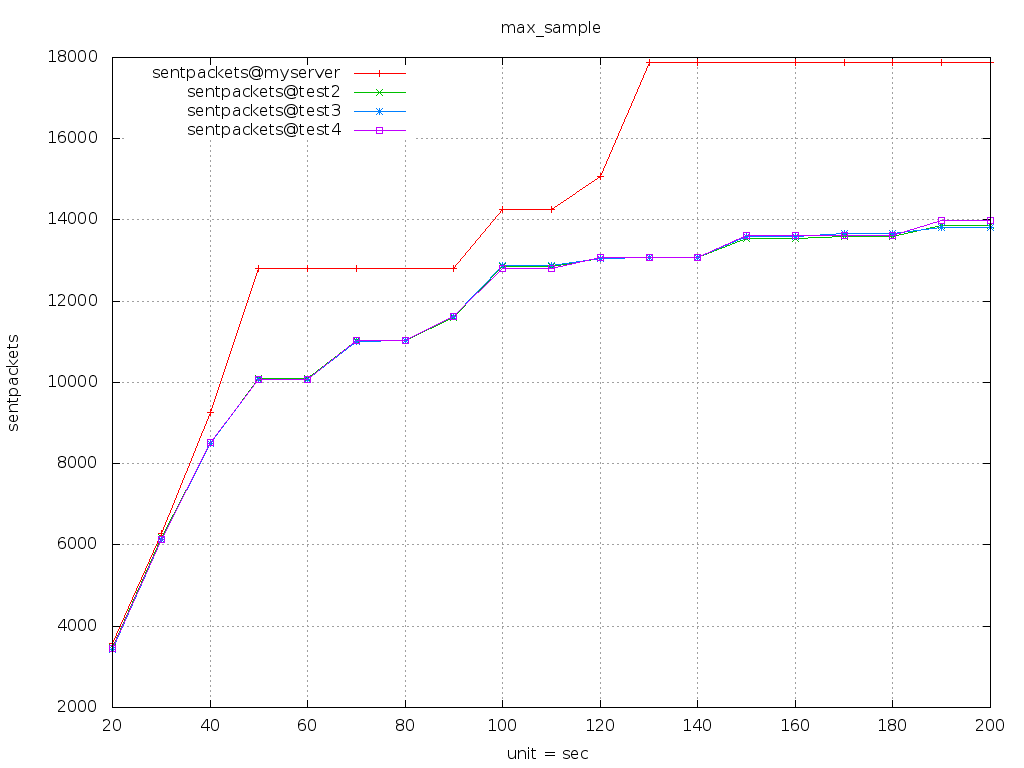 max_sample
18000
16000
14000
12000
10000
8000
6000
4000
2000
sentpackets
sentpackets@myserver
sentpackets@test2
sentpackets@test3
sentpackets@test4
20 40 60 80 100 120 140 160 180 200
unit = sec